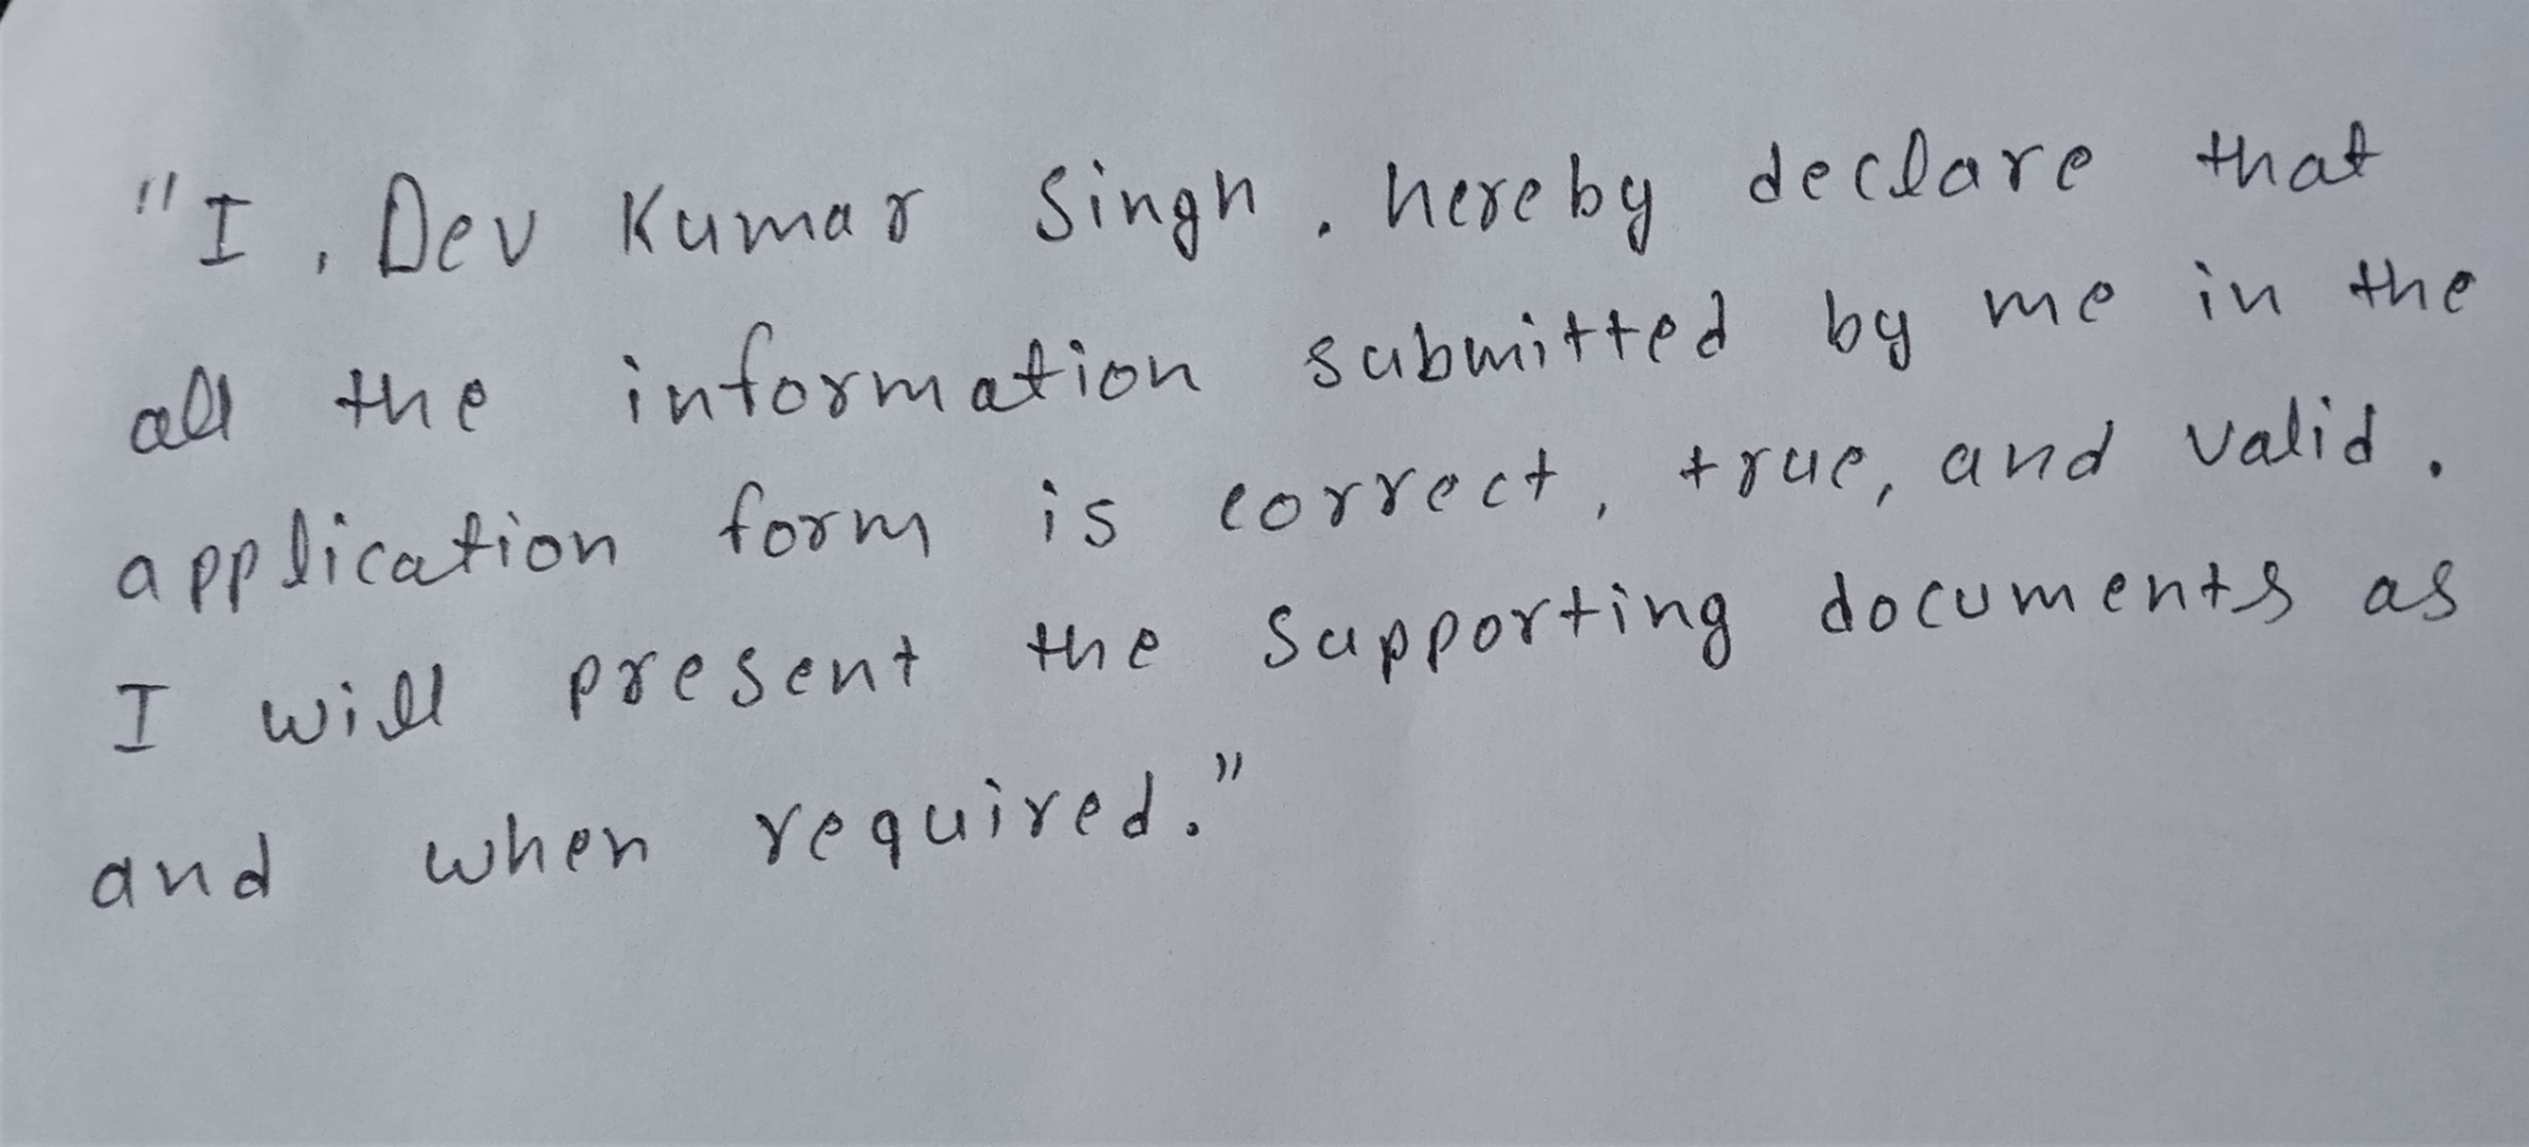 "I, Dev Kumar Singh, hereby declare that
all the information submitted by me in the
application form is correct, true, and valid.
I will present the supporting documents as
and when required."